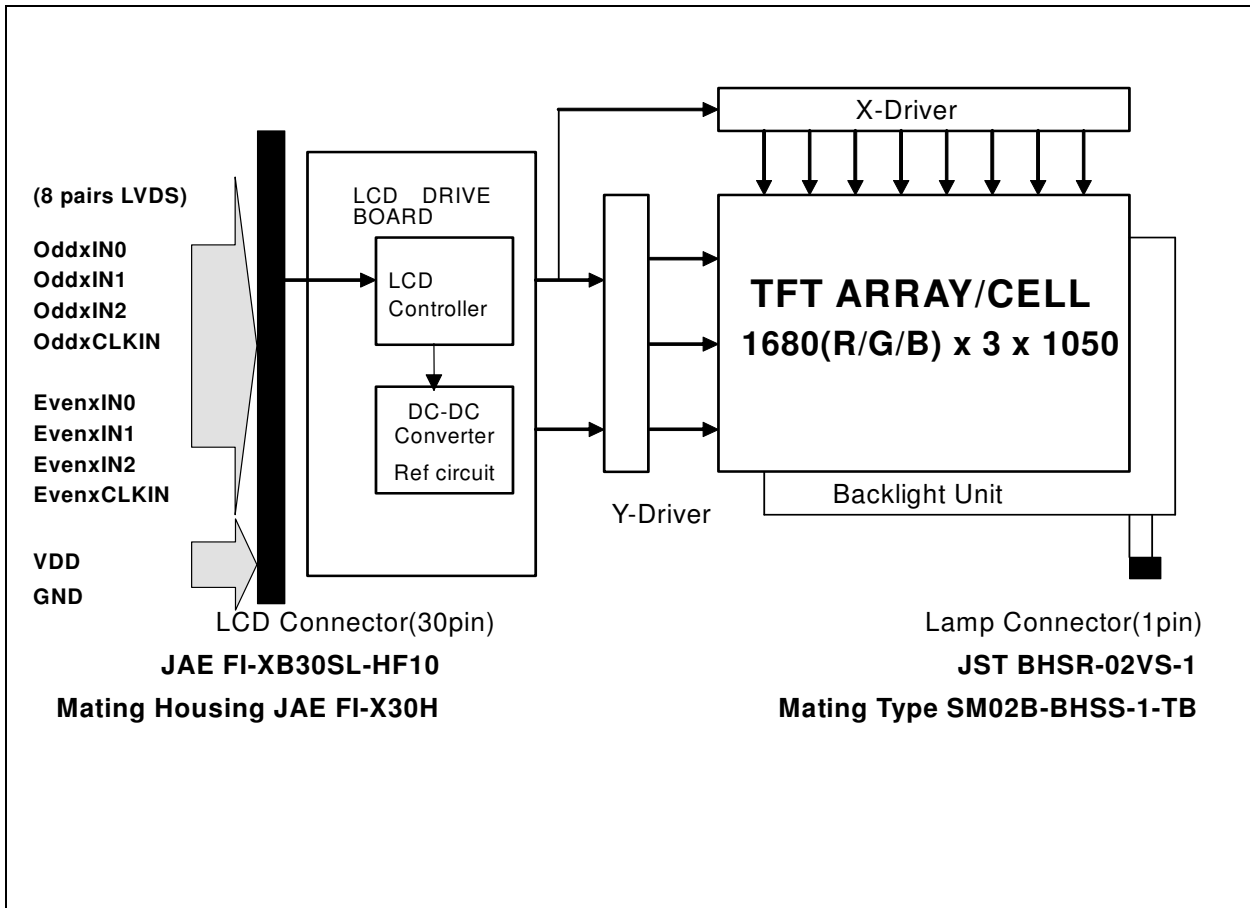 X-Driver
(8 pairs LVDS)
OddxIN0
OddxIN1
OddxIN2
OddxCLKIN
EvenxIN0
EvenxIN1
EvenxIN2
EvenxCLKIN
VDD
GND
LCD DRIVE
BOARD
LCD
Controller
DC-DC
Converter
Ref circuit
Y-Driver
TFT ARRAY/CELL
1680(R/G/B) x 3 x 1050
Backlight Unit
LCD Connector(30pin)
JAE FI-XB30SL-HF10
Mating Housing JAE FI-X30H
Lamp Connector(1pin)
JST BHSR-02VS-1
Mating Type SM02B-BHSS-1-TB